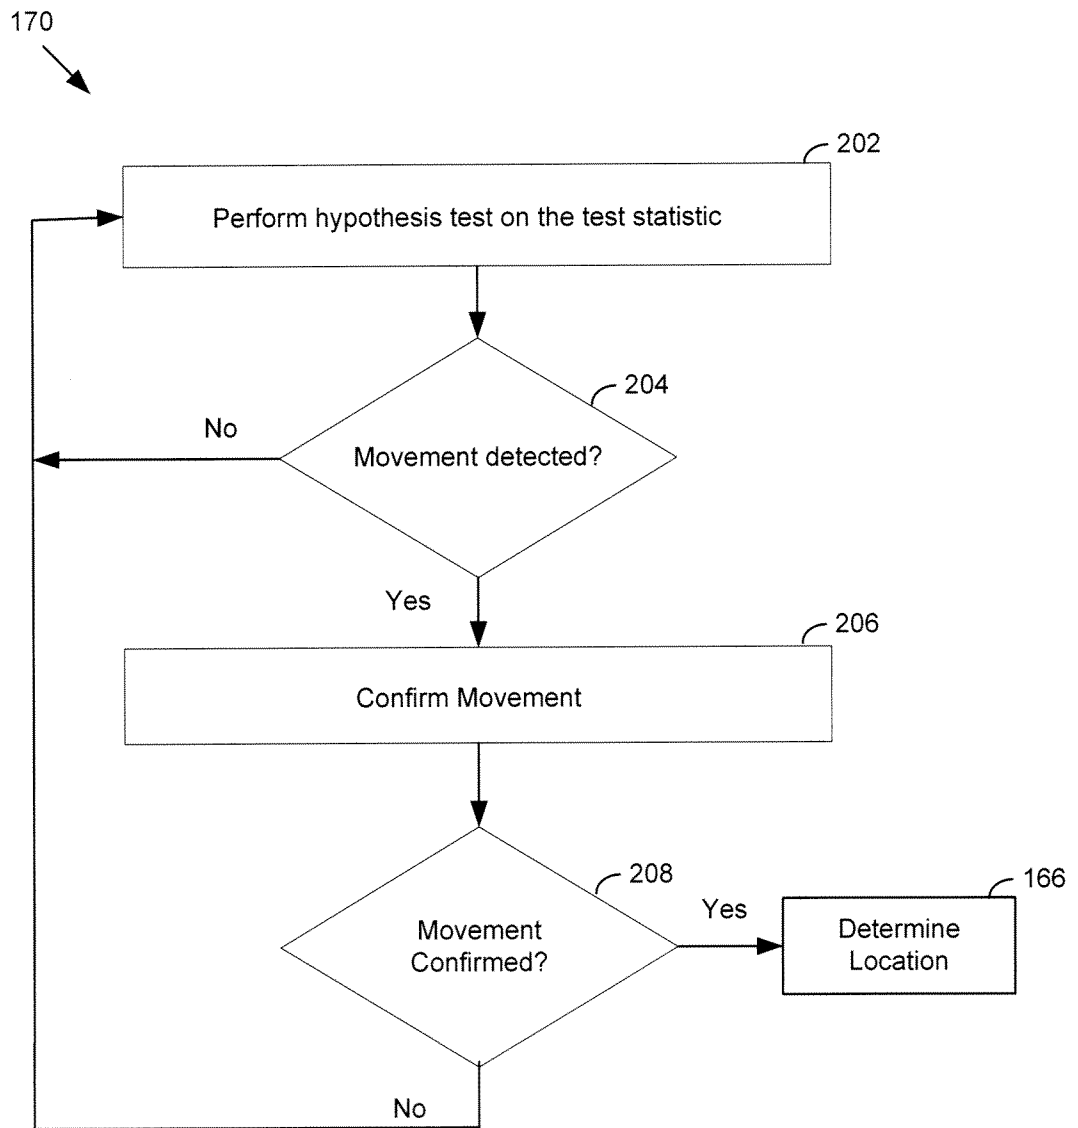 170
202
Perform hypothesis test on the test statistic
204
No
Movement detected?
Yes
206
Confirm Movement
208
Yes
166
Movement
Confirmed?
Determine
Location
No